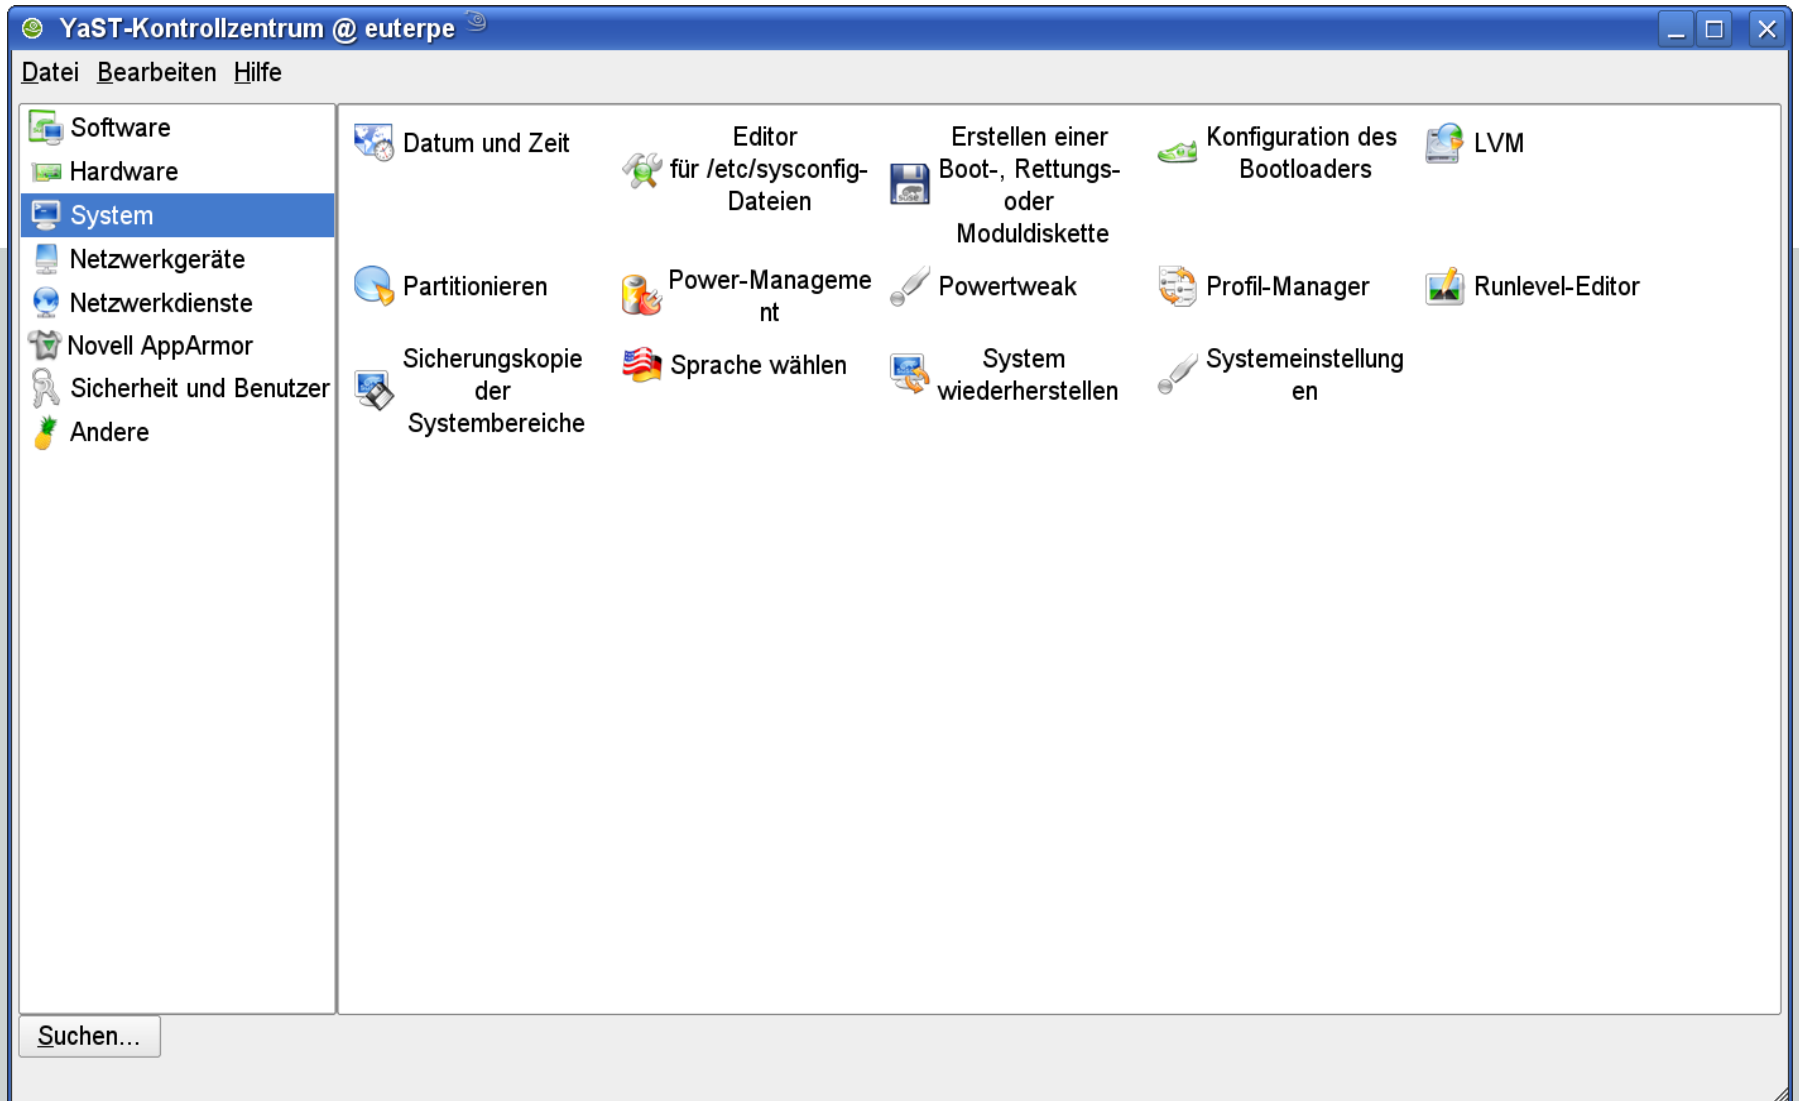 YaST-Kontrollzentrum @ euterpe
Datei Bearbeiten Hilfe
Software
Hardware
System
Netzwerkgeräte
Netzwerkdienste
Novell AppArmor
Sicherheit und Benutzer
Andere
Datum und Zeit
Editor
für /etc/sysconfig-
Dateien
Erstellen einer
Boot-, Rettungs-
oder
Moduldiskette
Konfiguration des
Bootloaders
LVM
Partitionieren
Power-Manageme
nt
Powertweak
Profil-Manager
Runlevel-Editor
Sicherungskopie
der
Systembereiche
Sprache wählen
System
wiederherstellen
Systemeinstellung
en
Suchen...